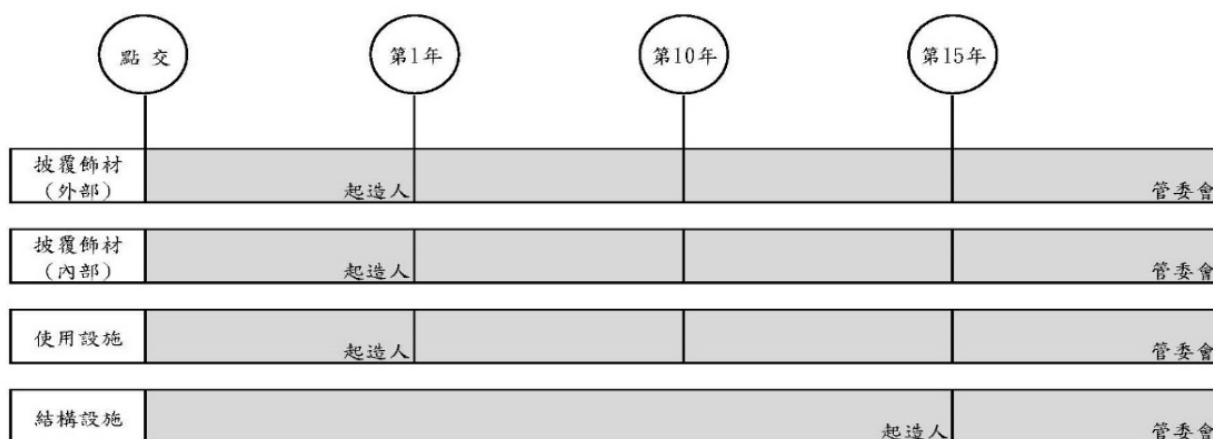 點交
第1年
第10年
第15年
披覆飾材
（外部）
起造人
管委會
披覆飾材
（內部）
起造人
管委會
使用設施
起造人
管委會
結構設施
起造人
管委會